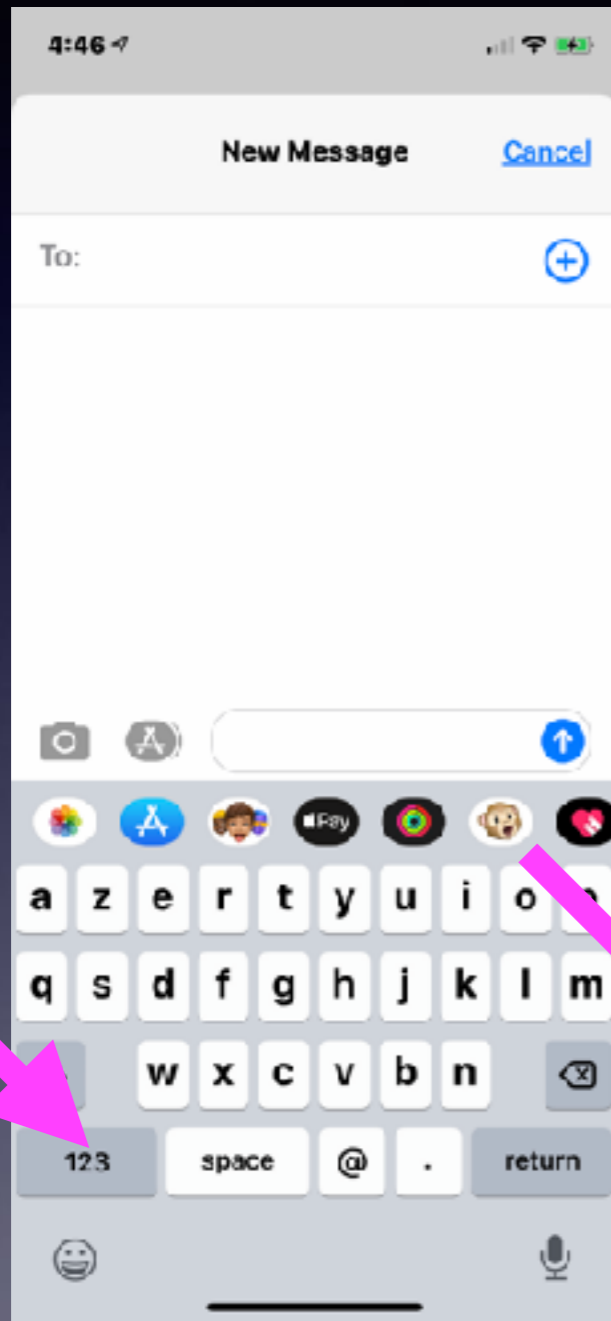 4:46
New Message Cancel
To:
Pay
a z e r t y u i o
q s d f g h j k l m
w x c v b n
123 space @ . return